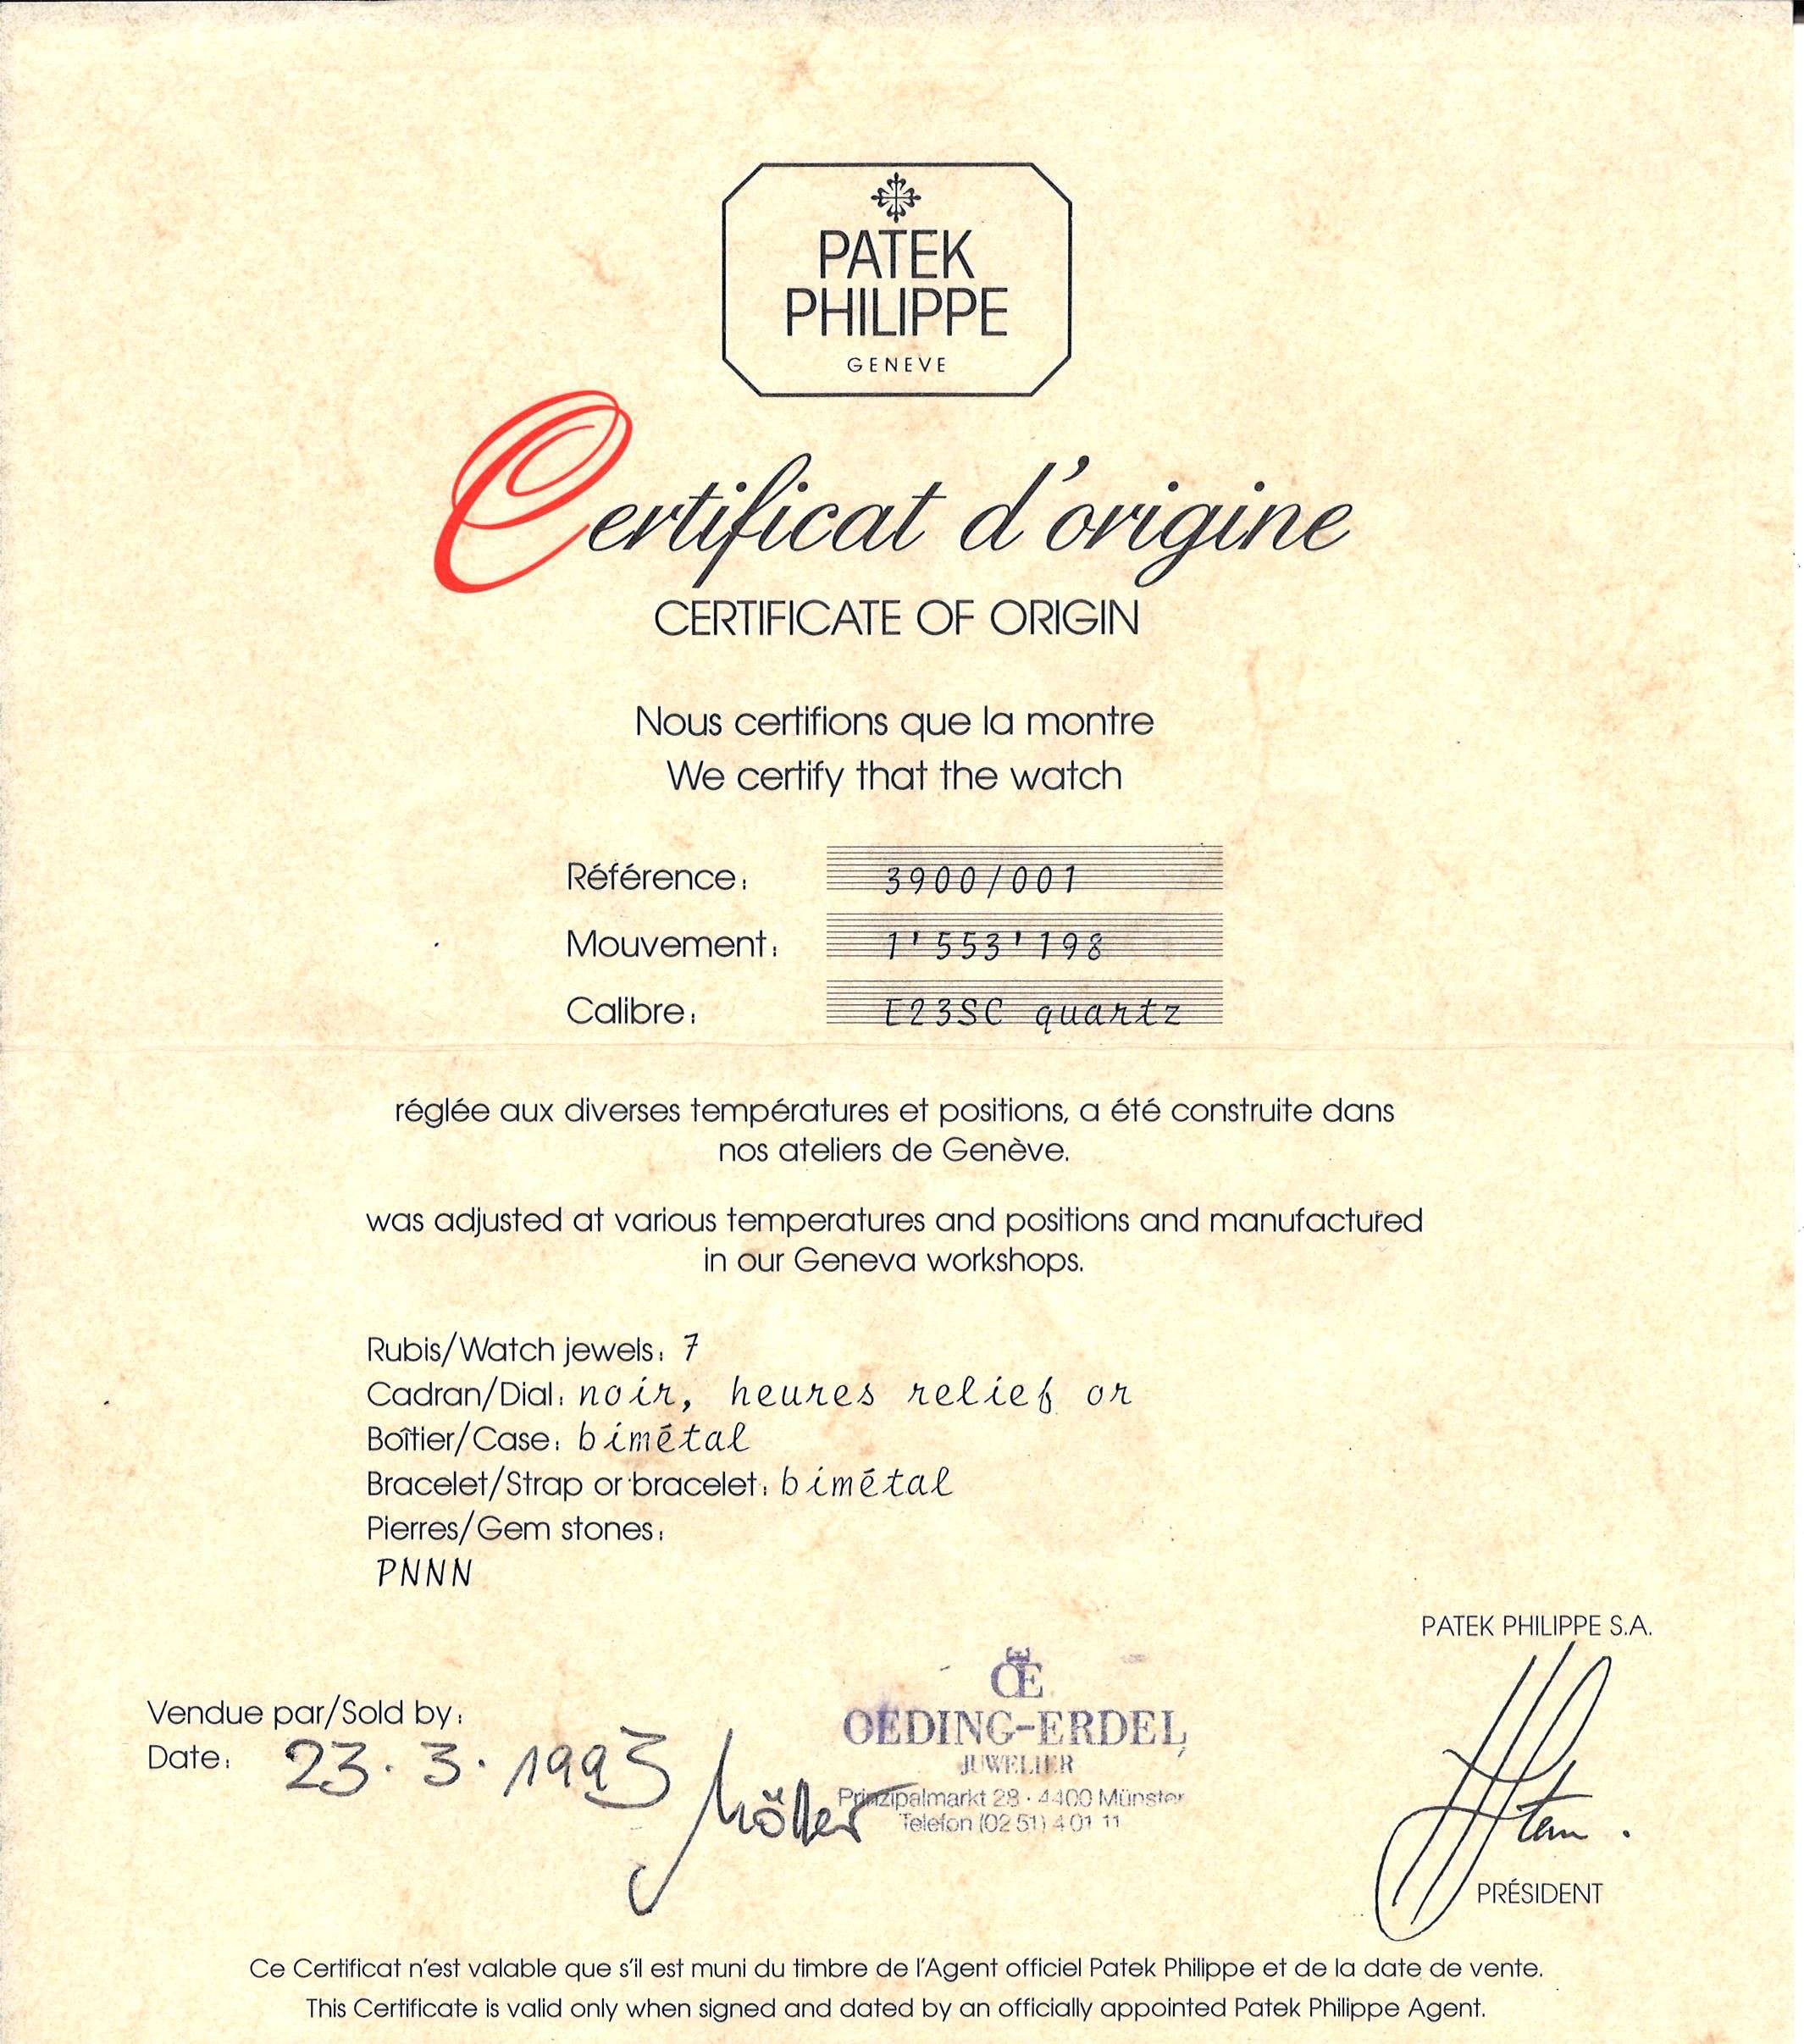 PATEK
PHILIPPE
GENEVE
Certificat d'origine
CERTIFICATE OF ORIGIN
Nous certifions que la montre
We certify that the watch
Référence: 3900/001
Mouvement: 1'553'198
Calibre: E23SC quartz
réglée aux diverses températures et positions, a été construite dans
nos ateliers de Genève.
was adjusted at various temperatures and positions and manufactured
in our Geneva workshops.
Rubis/Watch jewels: 7
Cadran/Dial: noir, heures relief or
Boîtier/Case: bimétal
Bracelet/Strap or bracelet: bimétal
Pierres/Gem stones:
PNNN
PATEK PHILIPPE S.A.
Vendue par/Sold by:
Date: 23.3.1993
OE
OEDING-ERDEL
JUWELIER
Prinzipalmarkt 28 · 4400 Münster
Telefon (02 51) 4 01 11
Stern.
PRÉSIDENT
Ce Certificat n'est valable que s'il est muni du timbre de l'Agent officiel Patek Philippe et de la date de vente.
This Certificate is valid only when signed and dated by an officially appointed Patek Philippe Agent.